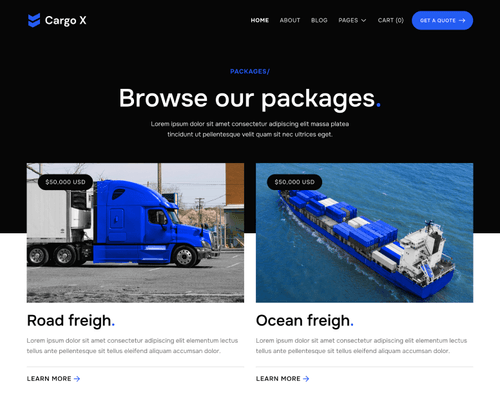 Cargo X
HOME ABOUT BLOG PAGES CART (0) GET A QUOTE
PACKAGES/
Browse our packages.
Lorem ipsum dolor sit amet consectetur adipiscing elit massa platea
tincidunt ut pellentesque velit quam sit nec ultrices eget.
$50,000 USD
Road freigh.
Ipsum lorem dolor sit amet consectetur adipiscing elit elementum lectus
tellus ante pellentesque sit tellus eleifend aliquam accumsan dolor.
LEARN MORE
$50,000 USD
Ocean freigh.
Ipsum lorem dolor sit amet consectetur adipiscing elit elementum lectus
tellus ante pellentesque sit tellus eleifend aliquam accumsan dolor.
LEARN MORE